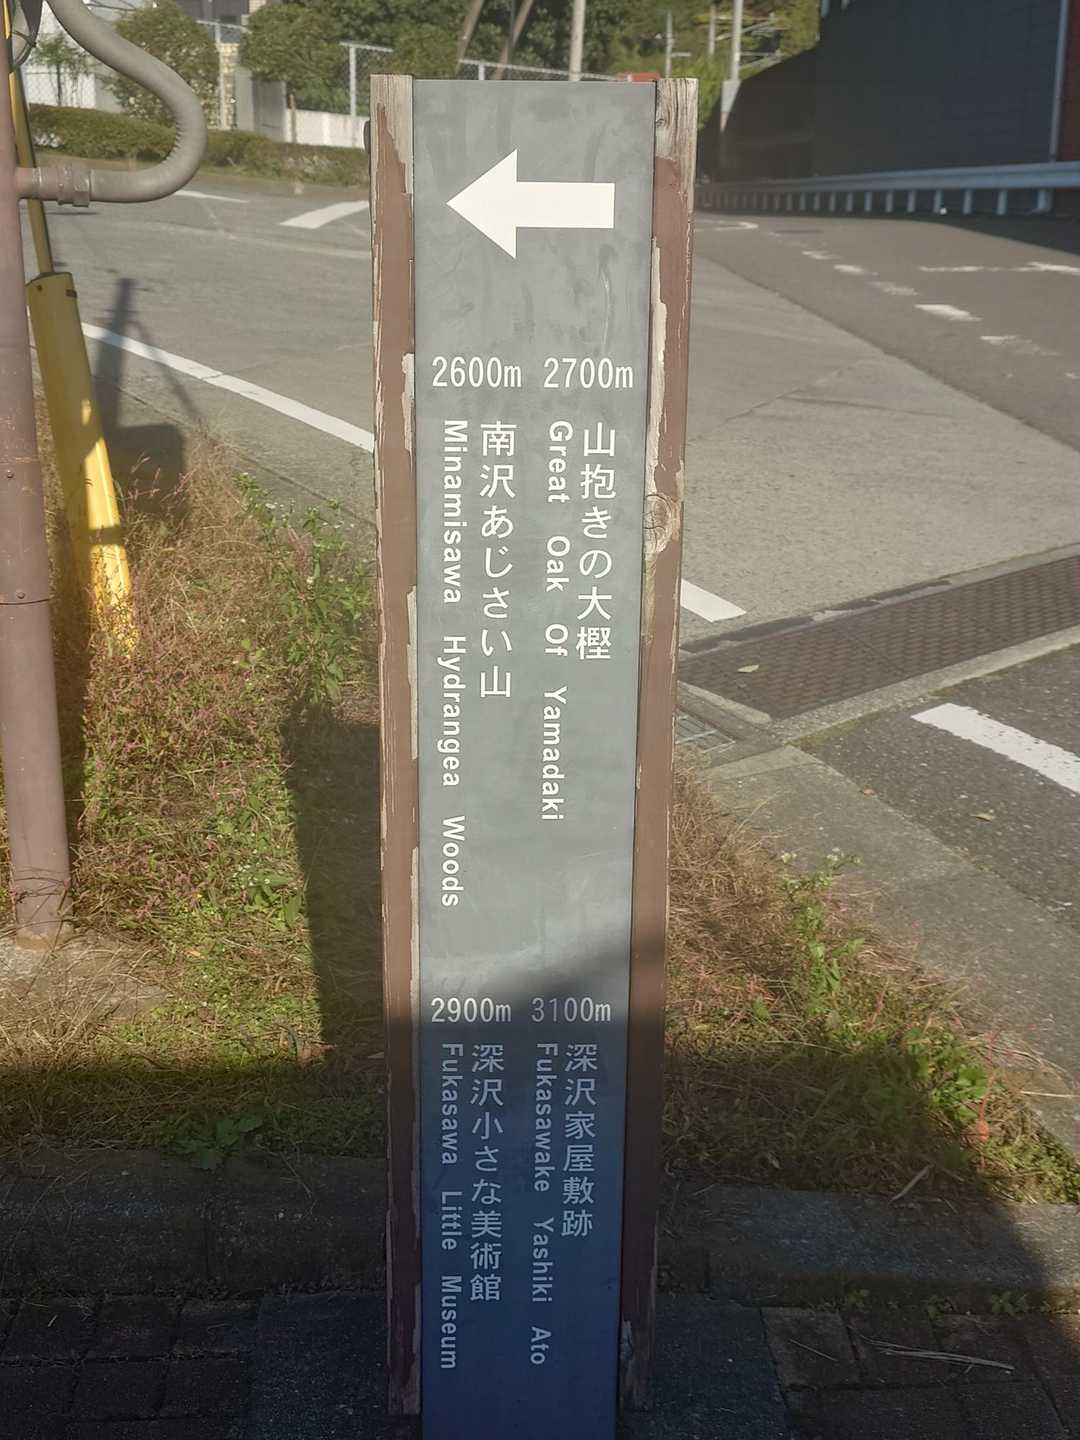 2700m
山抱きの大樫
Great Oak Of Yamadaki
2600m
南沢あじさい山
Minamisawa Hydrangea Woods
3100m
深沢家屋敷跡
Fukasawake Yashiki Ato
2900m
深沢小さな美術館
Fukasawa Little Museum